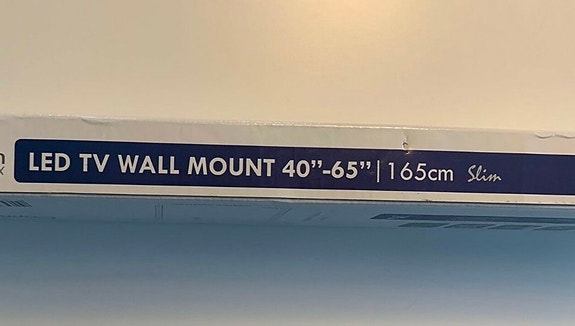 LED TV WALL MOUNT 40”-65” | 165cm Slim